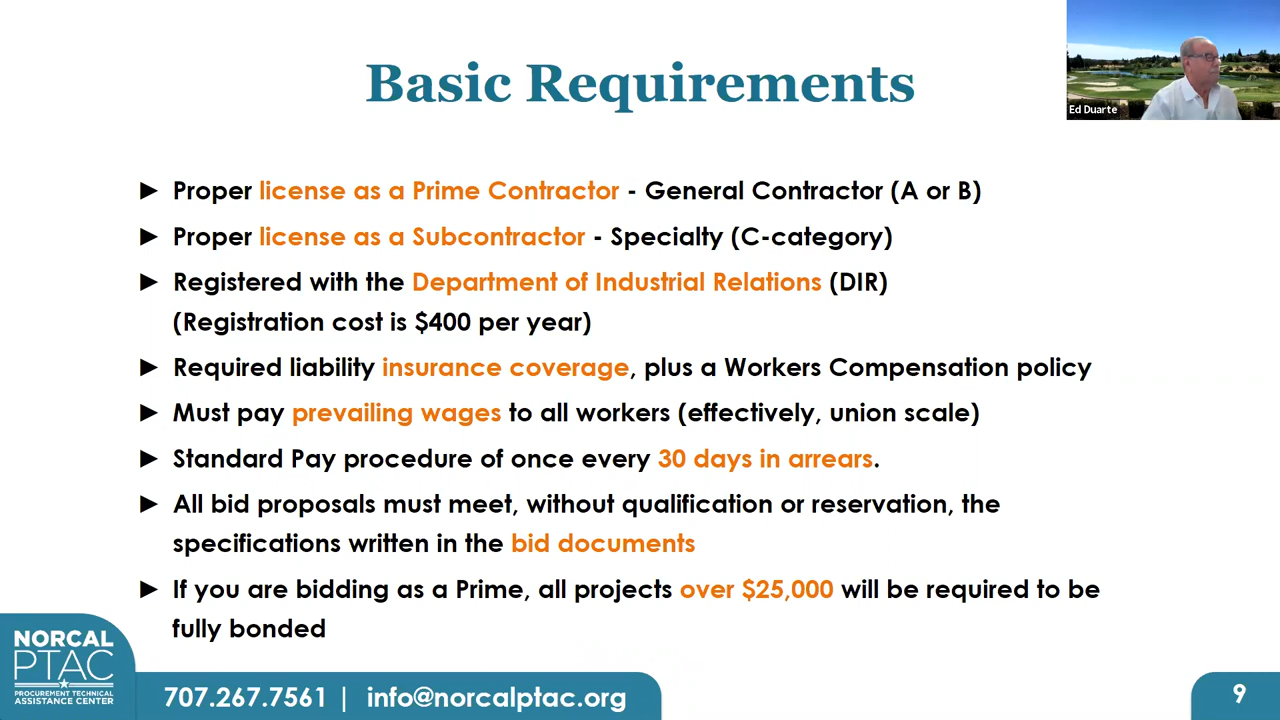 Basic Requirements
Ed Duarte
► Proper license as a Prime Contractor - General Contractor (A or B)
► Proper license as a Subcontractor - Specialty (C-category)
► Registered with the Department of Industrial Relations (DIR)
(Registration cost is $400 per year)
► Required liability insurance coverage, plus a Workers Compensation policy
► Must pay prevailing wages to all workers (effectively, union scale)
► Standard Pay procedure of once every 30 days in arrears.
► All bid proposals must meet, without qualification or reservation, the
specifications written in the bid documents
► If you are bidding as a Prime, all projects over $25,000 will be required to be
fully bonded
NORCAL
PTAC
PROCUREMENT TECHNICAL
ASSISTANCE CENTER
707.267.7561 | info@norcalptac.org
9